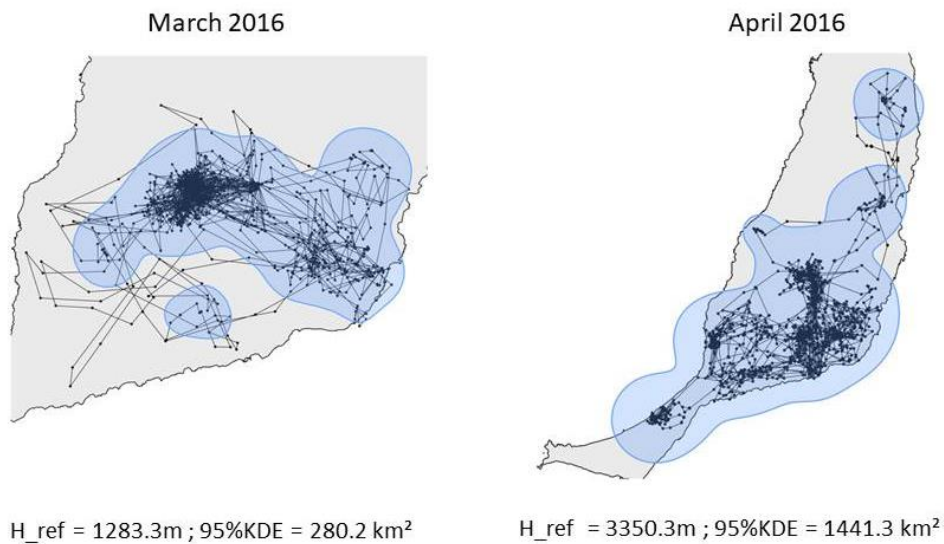 March 2016
April 2016
H_ref = 1283.3m ; 95%KDE = 280.2 km²
H_ref = 3350.3m ; 95%KDE = 1441.3 km²